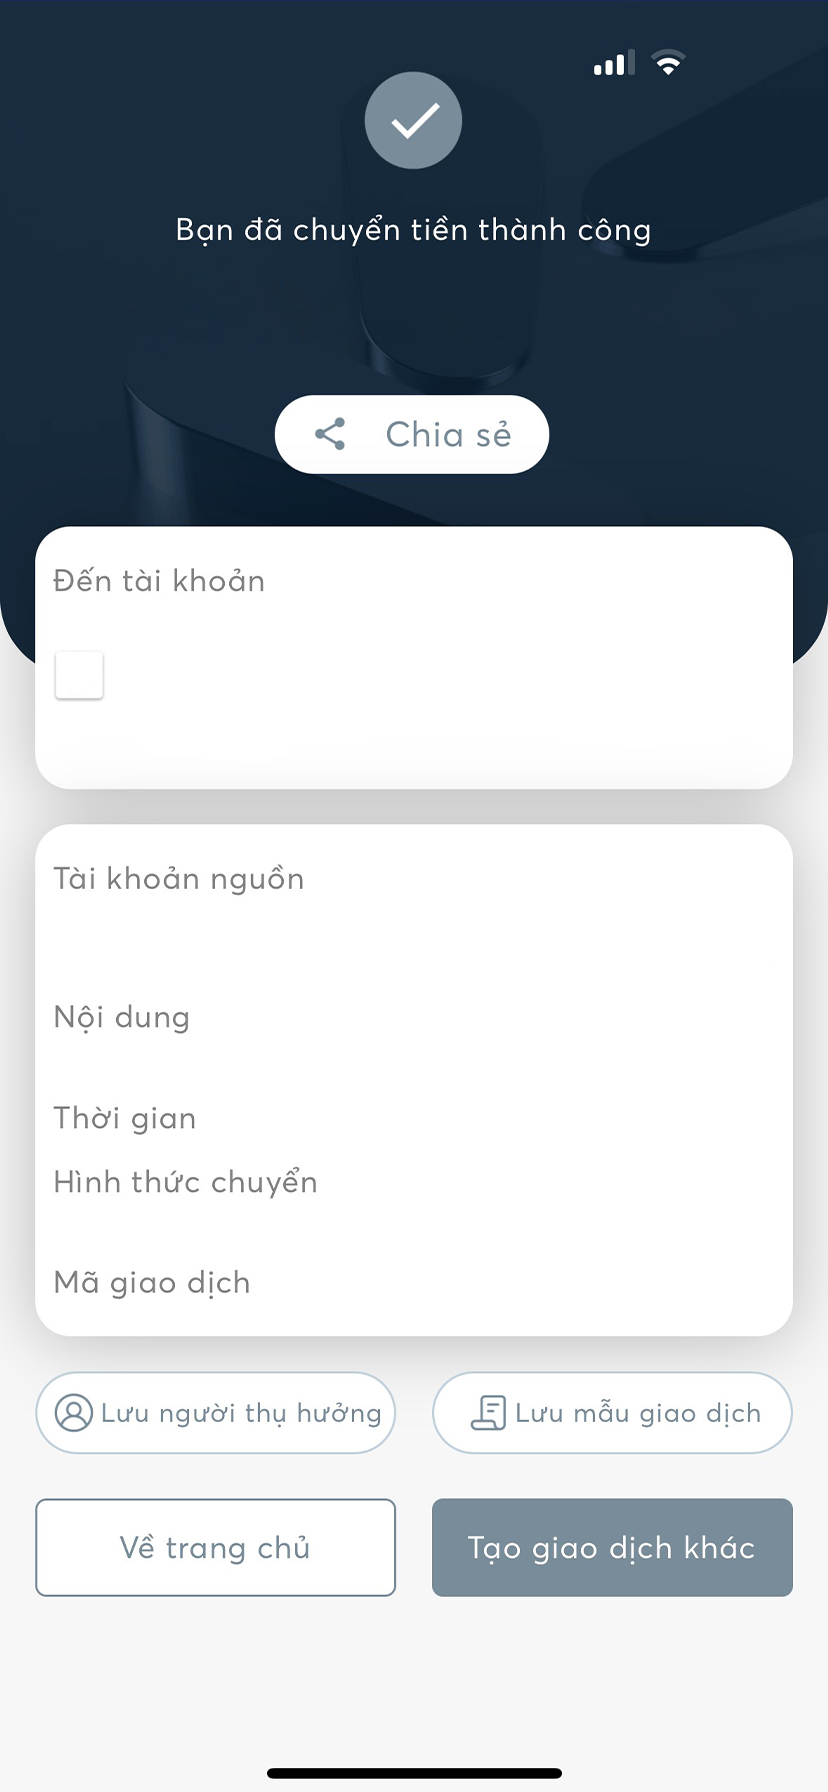 Bạn đã chuyển tiền thành công
Chia sẻ
Đến tài khoản
Tài khoản nguồn
Nội dung
Thời gian
Hình thức chuyển
Mã giao dịch
Lưu người thụ hưởng
Lưu mẫu giao dịch
Về trang chủ
Tạo giao dịch khác